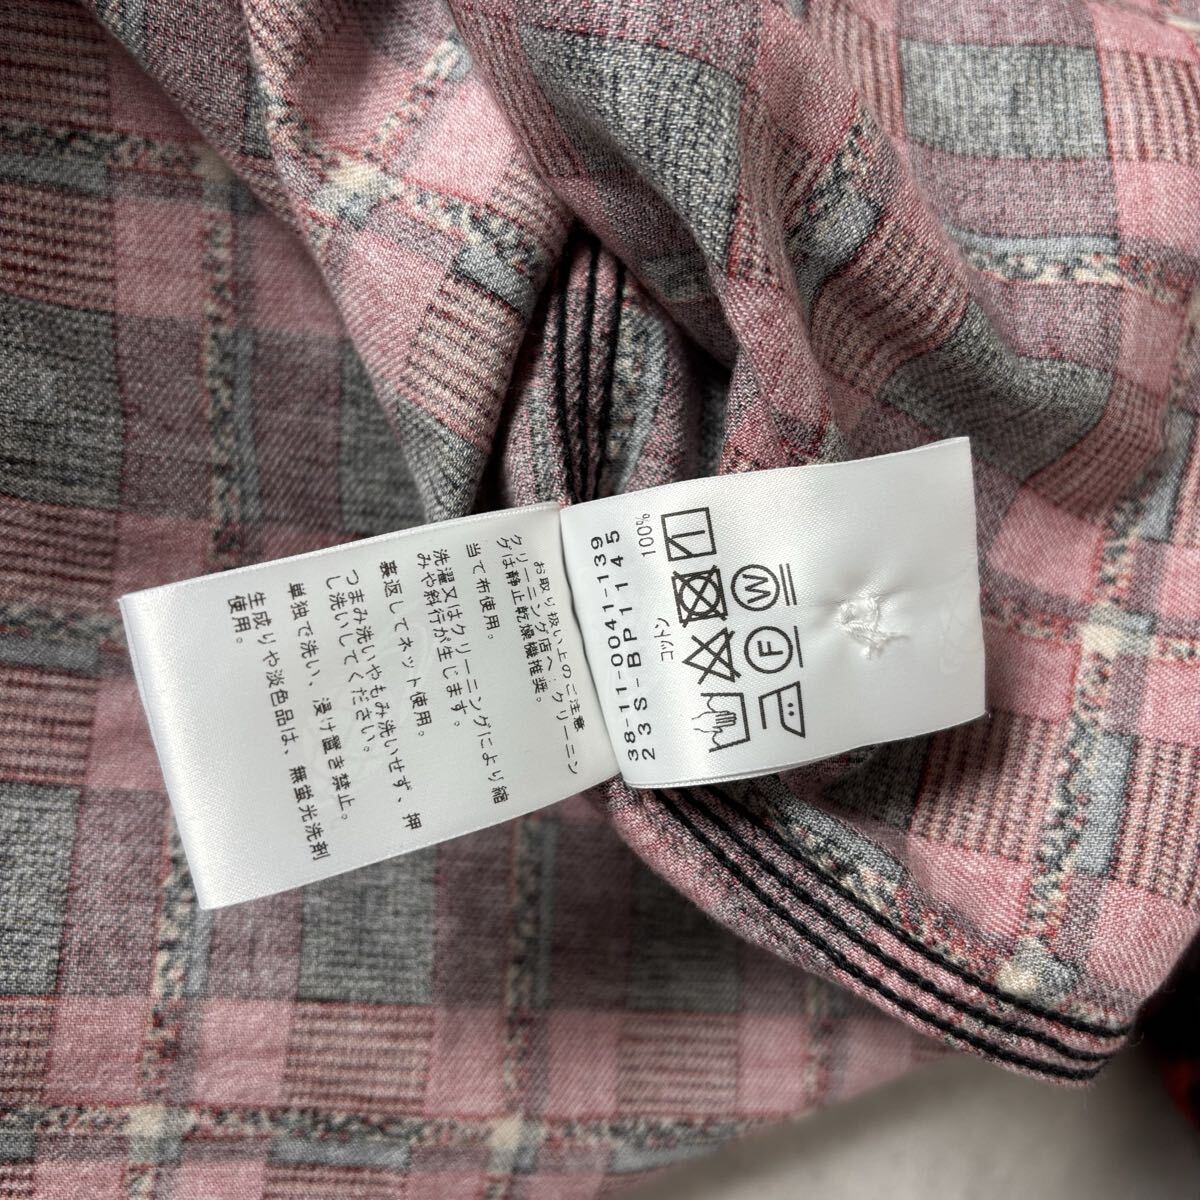 38-11-0041-139
23S-BP1145
コットン 100%
W
F
お取り扱い上のご注意
クリーニング店へ：クリーニン
グは静止乾燥機推奨。
当て布使用。
洗濯又はクリーニングにより縮
みや斜行が生じます。
裏返してネット使用。
つまみ洗いやもみ洗いせず、押
し洗いしてください。
単独で洗い、浸け置き禁止。
生成りや淡色品は、無蛍光洗剤
使用。